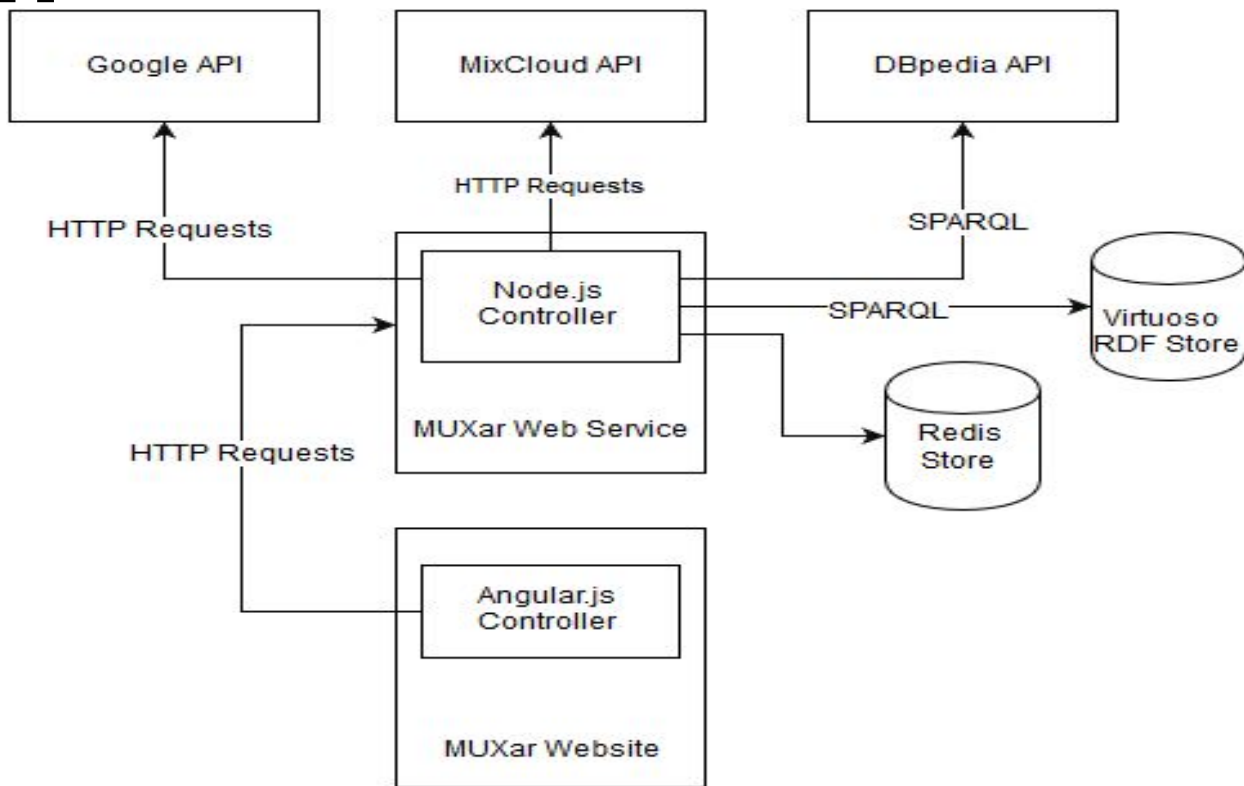 Google API
MixCloud API
DBpedia API
HTTP Requests
HTTP Requests
SPARQL
Node.js
Controller
SPARQL
Virtuoso
RDF Store
MUXar Web Service
Redis
Store
HTTP Requests
Angular.js
Controller
MUXar Website